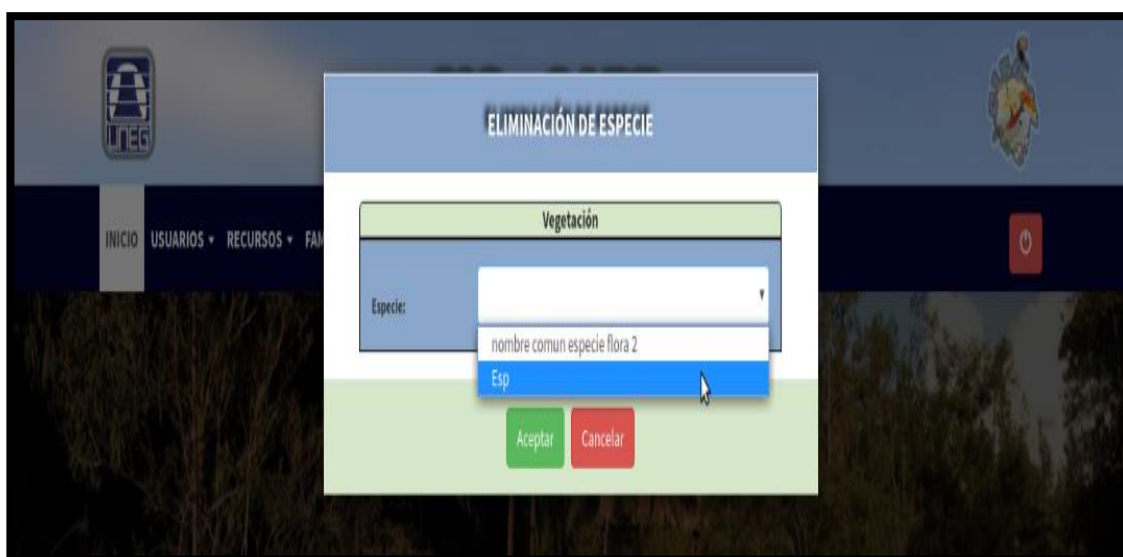 UNEG
ELIMINACIÓN DE ESPECIE
Vegetación
INICIO USUARIOS RECURSOS
Especie:
nombre comun especie flora 2
Esp
Aceptar Cancelar